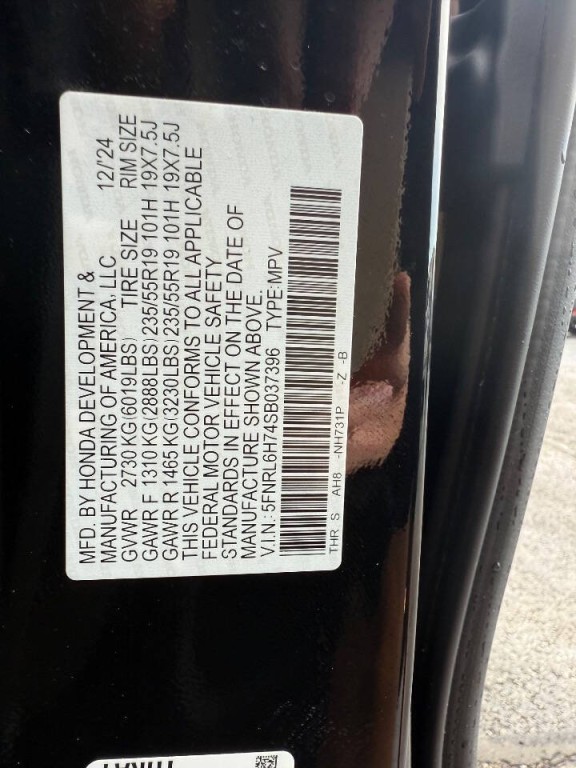 MFD. BY HONDA DEVELOPMENT &
MANUFACTURING OF AMERICA, LLC 12/'24
GVWR 2730 KG(6019LBS) TIRE SIZE RIM SIZE
GAWR F 1310 KG(2888LBS)235/55R19 101H 19X7.5J
GAWR R 1465 KG(3230LBS)235/55R19 101H 19X7.5J
THIS VEHICLE CONFORMS TO ALL APPLICABLE
FEDERAL MOTOR VEHICLE SAFETY
STANDARDS IN EFFECT ON THE DATE OF
MANUFACTURE SHOWN ABOVE.
V.I.N.:5FNRL6H74SB037396 TYPE:MPV
THR S AH8 -NH731P -Z -B